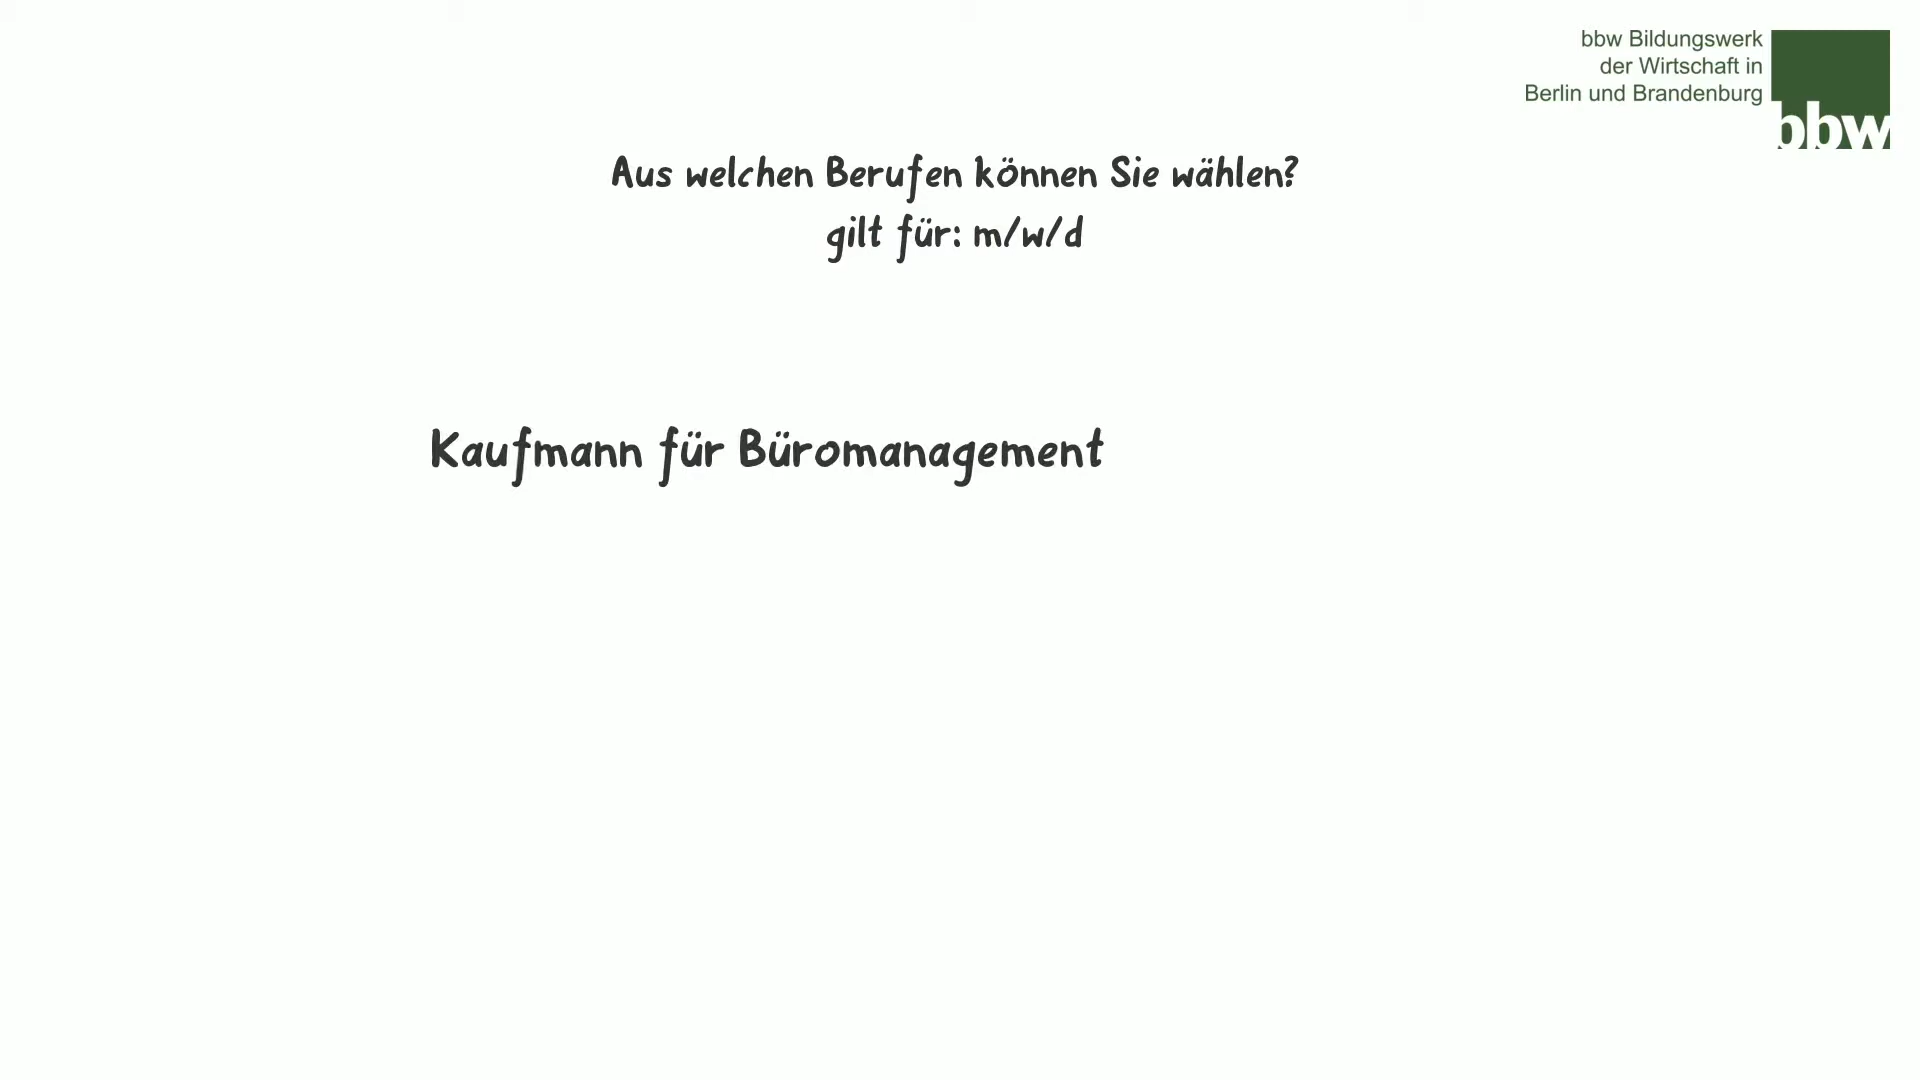 bbw Bildungswerk
der Wirtschaft in
Berlin und Brandenburg
bbw
Aus welchen Berufen können Sie wählen?
gilt für: m/w/d
Kaufmann für Büromanagement